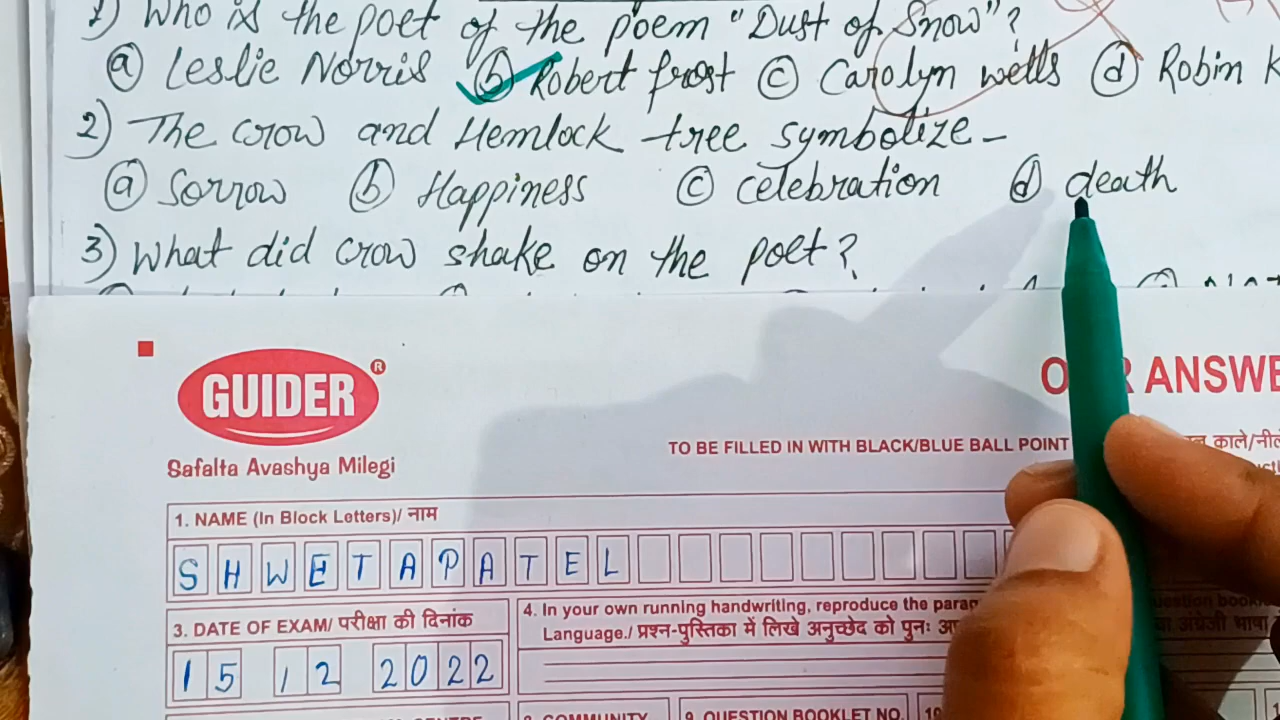 1) Who is the poet of the poem "Dust of Snow"?
ⓐ Leslie Norris ⓑ Robert frost ⓒ Carolyn wells ⓓ Robin
2) The crow and Hemlock tree symbolize -
ⓐ Sorrow ⓑ Happiness ⓒ celebration ⓓ death
3) What did crow shake on the poet?
GUIDER ®
Safalta Avashya Milegi
ANSWE
TO BE FILLED IN WITH BLACK/BLUE BALL POINT
काले/नीले
1. NAME (In Block Letters)/ नाम
SHWETAPATEL
3. DATE OF EXAM/ परीक्षा की दिनांक
15 12 2022
4. In your own running handwriting, reproduce the
Language./ प्रश्न-पुस्तिका में लिखे अनुच्छेद को पुनः
COMMUNITY
9. QUESTION BOOKLET NO.
10